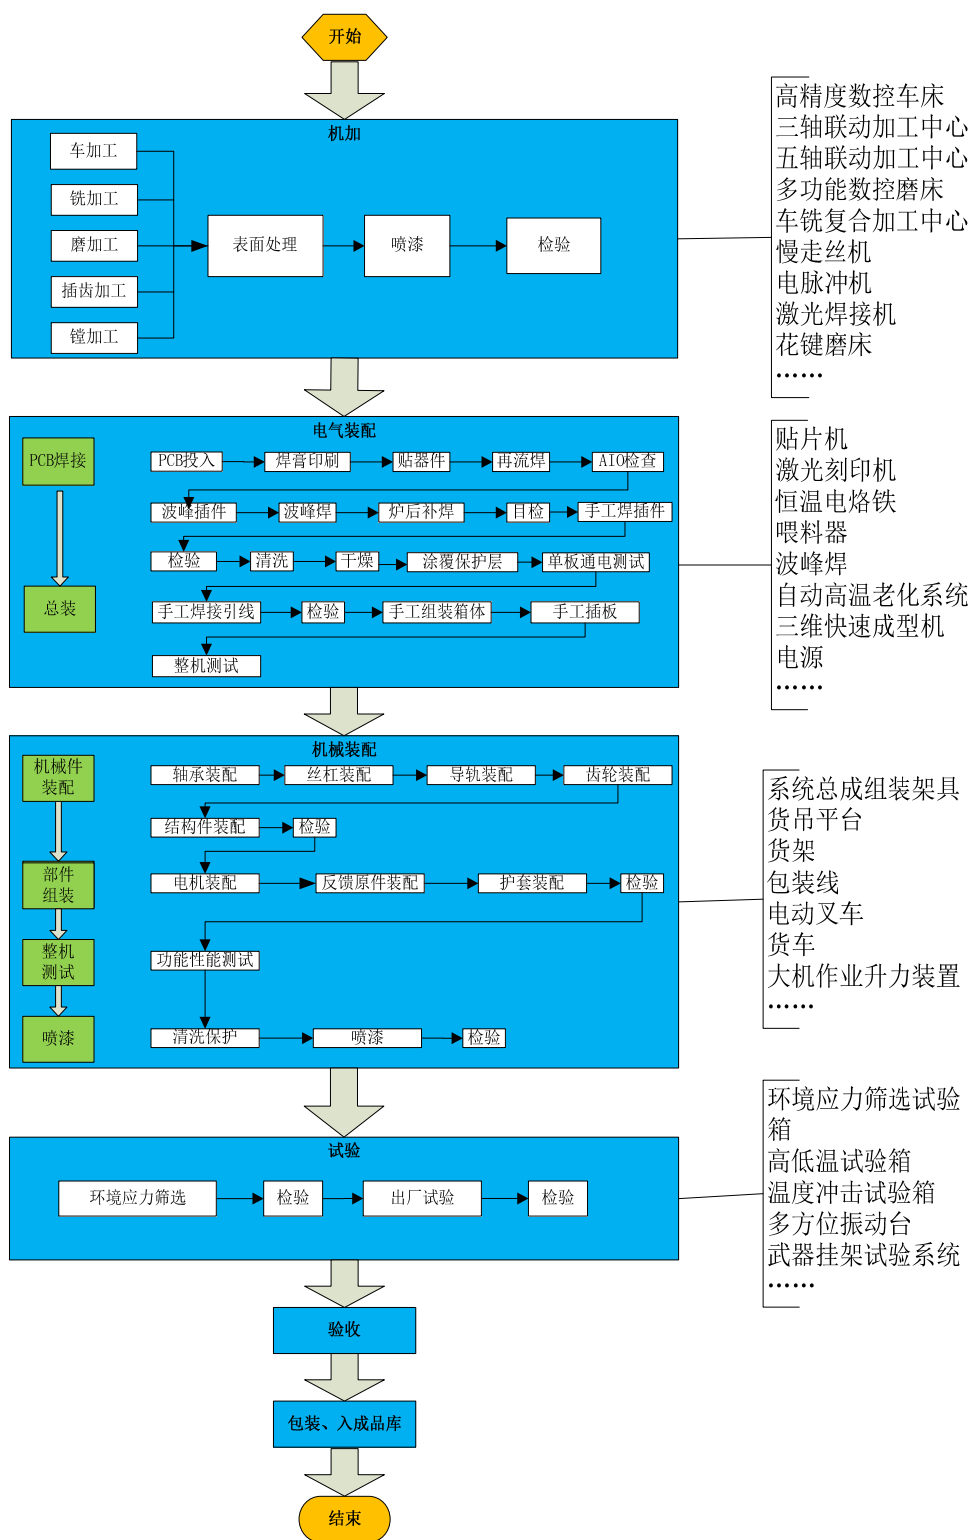 开始
机加
车加工
铣加工
磨加工
插齿加工
镗加工
表面处理
喷漆
检验
高精度数控车床
三轴联动加工中心
五轴联动加工中心
多功能数控磨床
车铣复合加工中心
慢走丝机
电脉冲机
激光焊接机
花键磨床
……
电气装配
PCB焊接
总装
PCB投入
焊膏印刷
贴器件
再流焊
AIO检查
波峰插件
波峰焊
炉后补焊
目检
手工焊插件
检验
清洗
干燥
涂覆保护层
单板通电测试
手工焊接引线
检验
手工组装箱体
手工插板
整机测试
贴片机
激光刻印机
恒温电烙铁
喂料器
波峰焊
自动高温老化系统
三维快速成型机
电源
……
机械装配
机械件
装配
部件
组装
整机
测试
喷漆
轴承装配
丝杠装配
导轨装配
齿轮装配
结构件装配
检验
电机装配
反馈原件装配
护套装配
检验
功能性能测试
清洗保护
喷漆
检验
系统总成组装架具
货吊平台
货架
包装线
电动叉车
货车
大机作业升力装置
……
试验
环境应力筛选
检验
出厂试验
检验
环境应力筛选试验
箱
高低温试验箱
温度冲击试验箱
多方位振动台
武器挂架试验系统
……
验收
包装、入成品库
结束